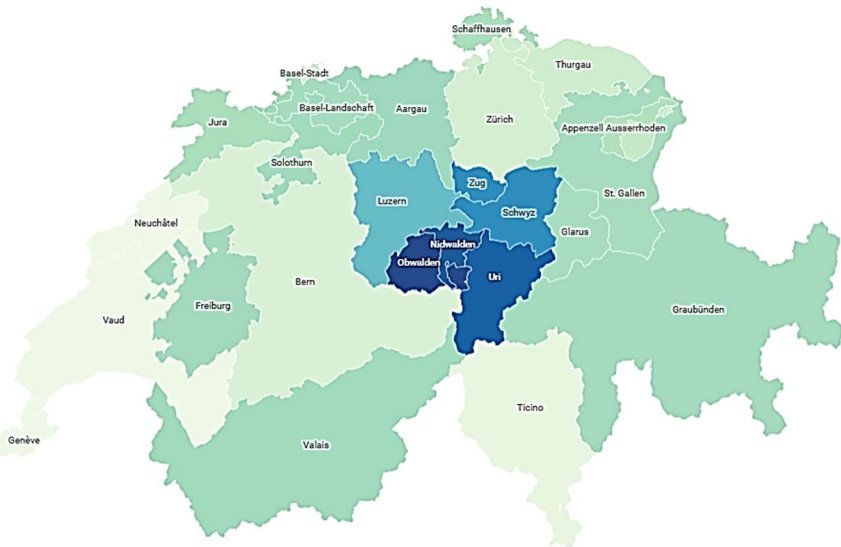 Schaffhausen
Thurgau
Basel-Stadt
Basel-Landschaft
Aargau
Zürich
Jura
Appenzell Ausserrhoden
Solothurn
Zug
St. Gallen
Luzern
Schwyz
Neuchâtel
Glarus
Nidwalden
Obwalden
Uri
Bern
Freiburg
Graubünden
Vaud
Ticino
Genève
Valais